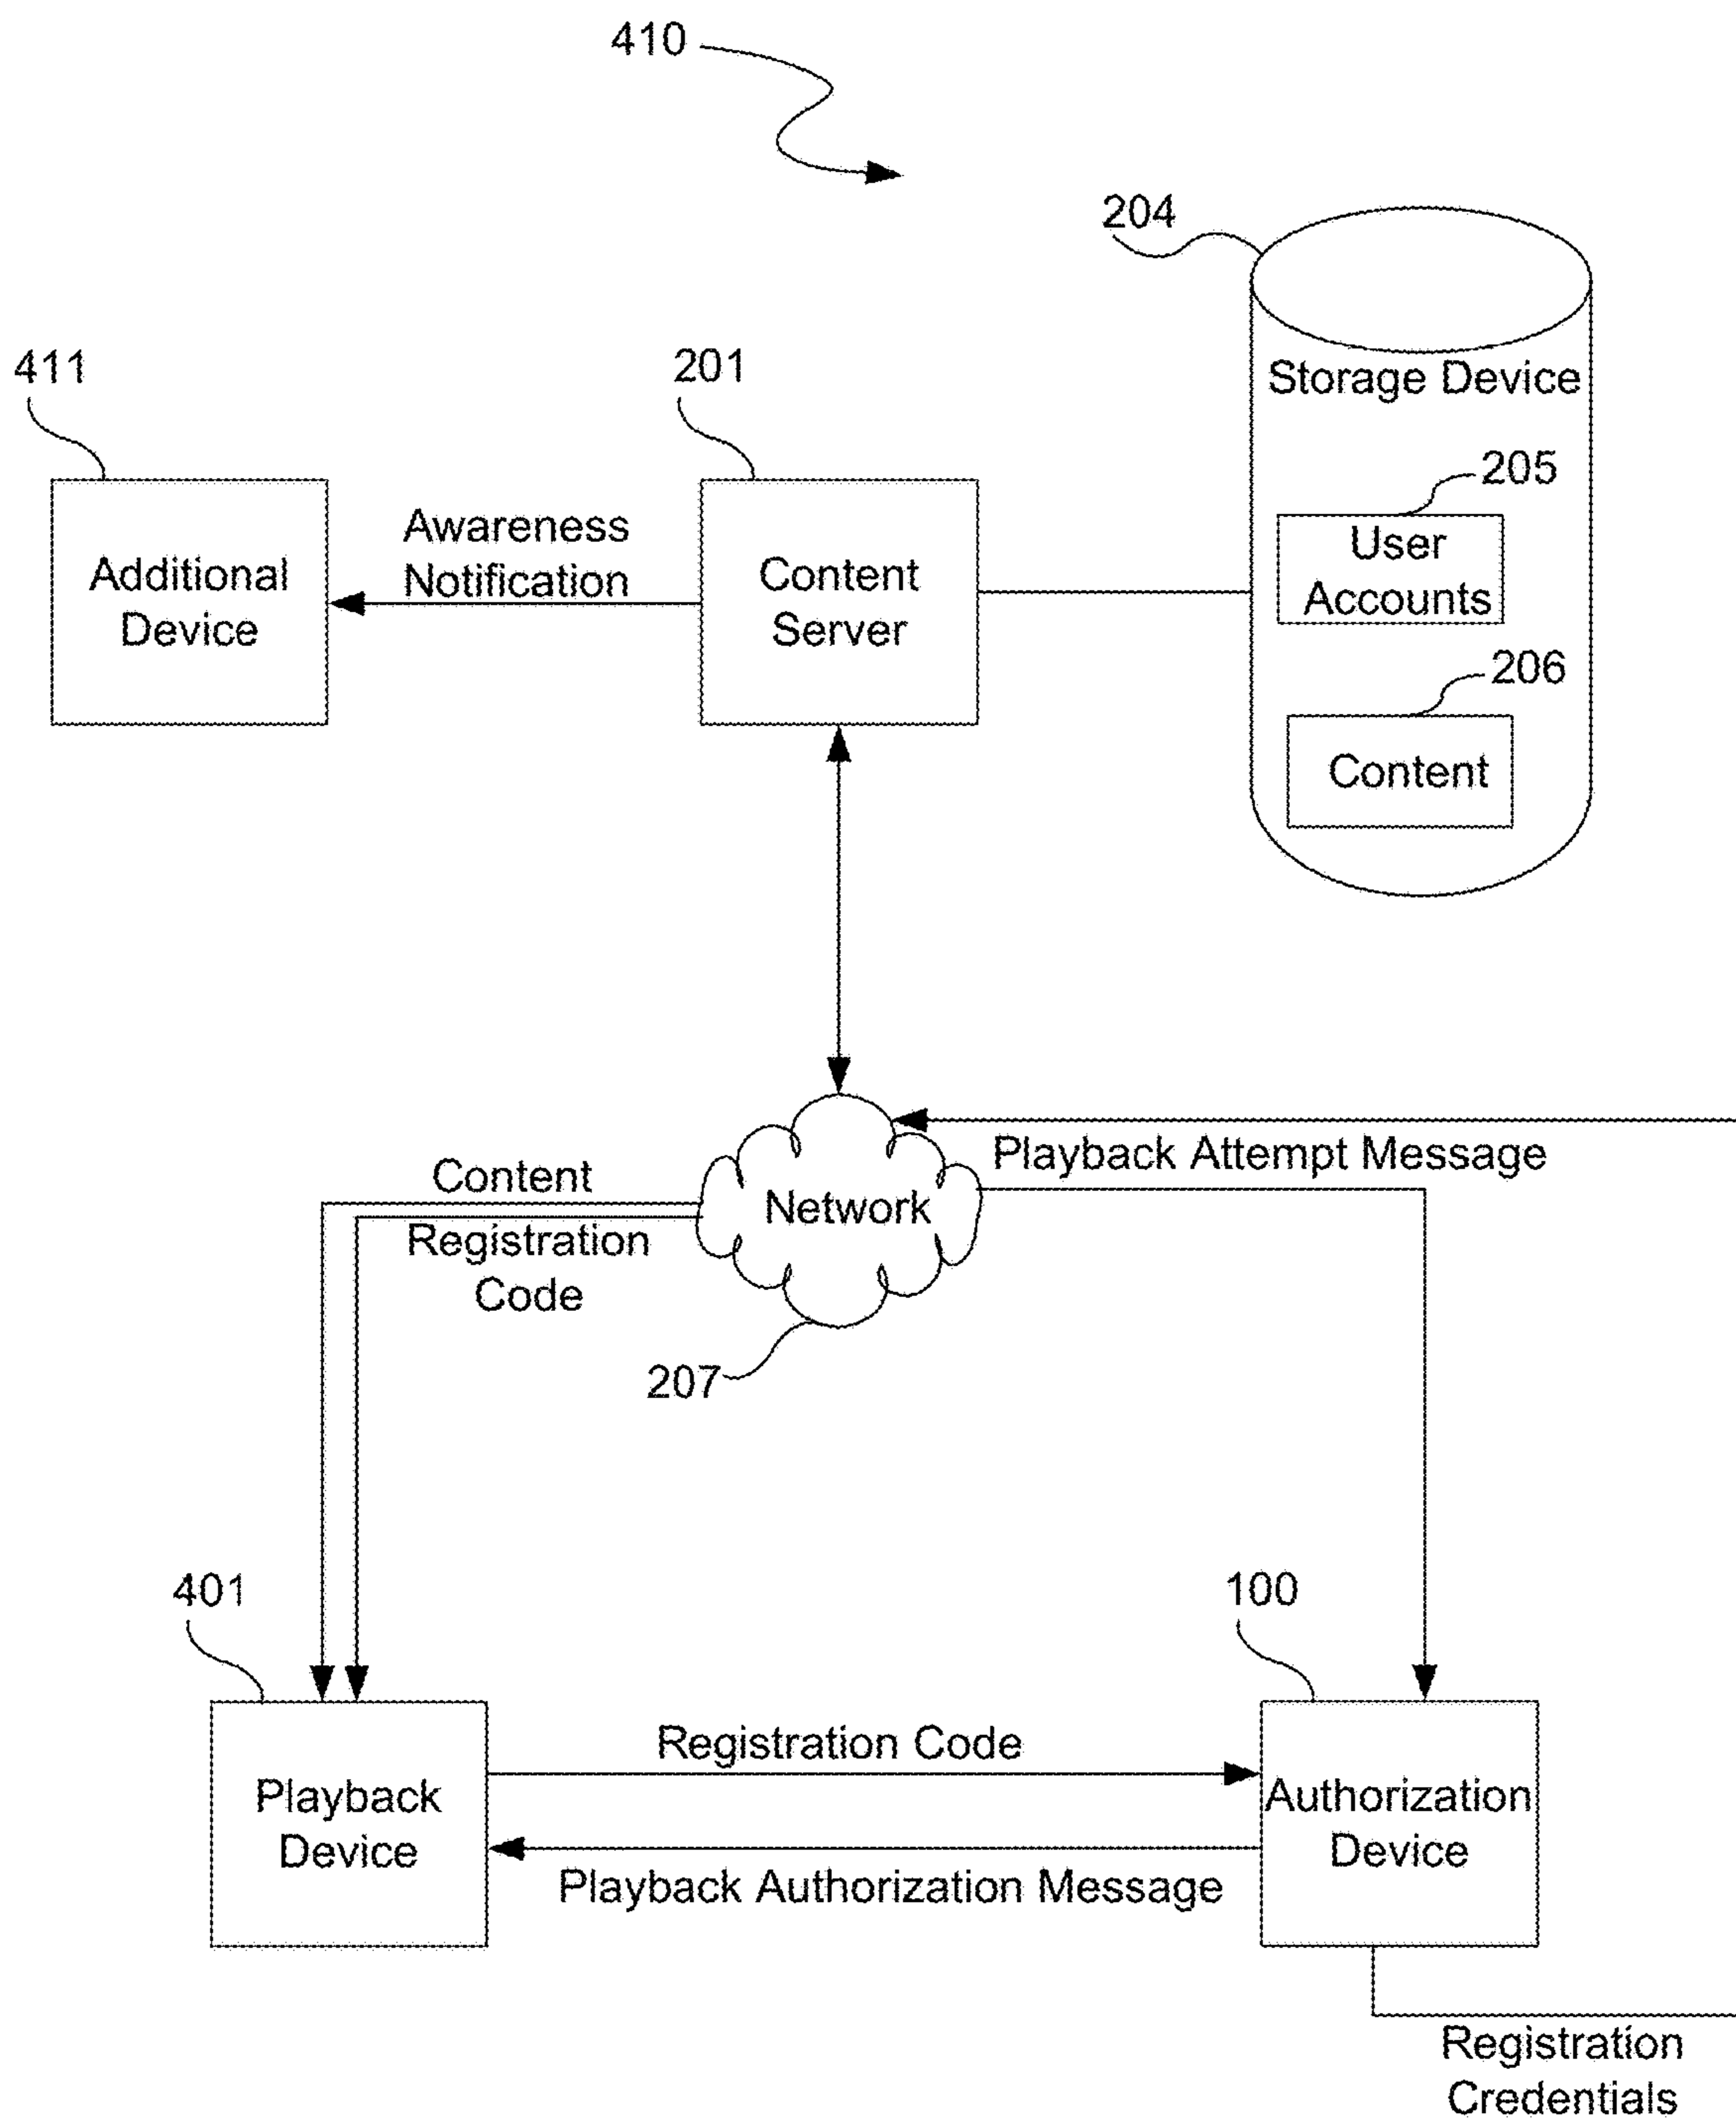 410
204
411
201
Storage Device
205
User
Accounts
206
Content
Awareness
Notification
Additional
Device
Content
Server
Playback Attempt Message
Content
Network
Registration
Code
207
401
100
Registration Code
Playback
Device
Authorization
Device
Playback Authorization Message
Registration
Credentials